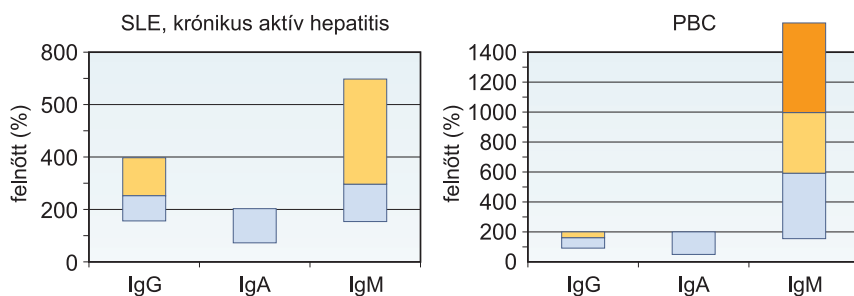 SLE, krónikus aktív hepatitis
felnőtt (%)
800
500
400
200
0
IgG IgA IgM
PBC
felnőtt (%)
1400
1200
1000
800
600
400
200
0
IgG IgA IgM